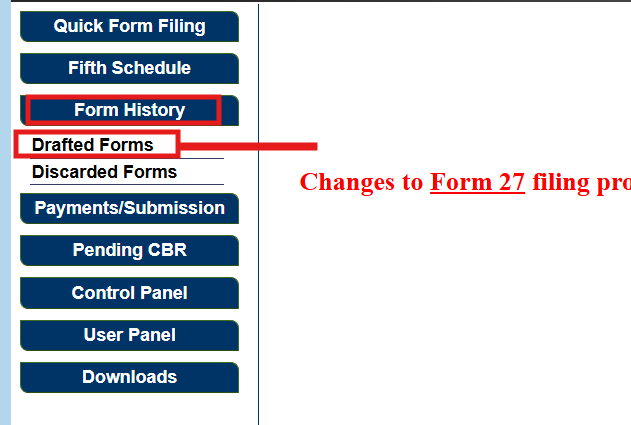 Quick Form Filing
Fifth Schedule
Form History
Drafted Forms
Discarded Forms
Payments/Submission
Pending CBR
Control Panel
User Panel
Downloads
Changes to Form 27 filing pro